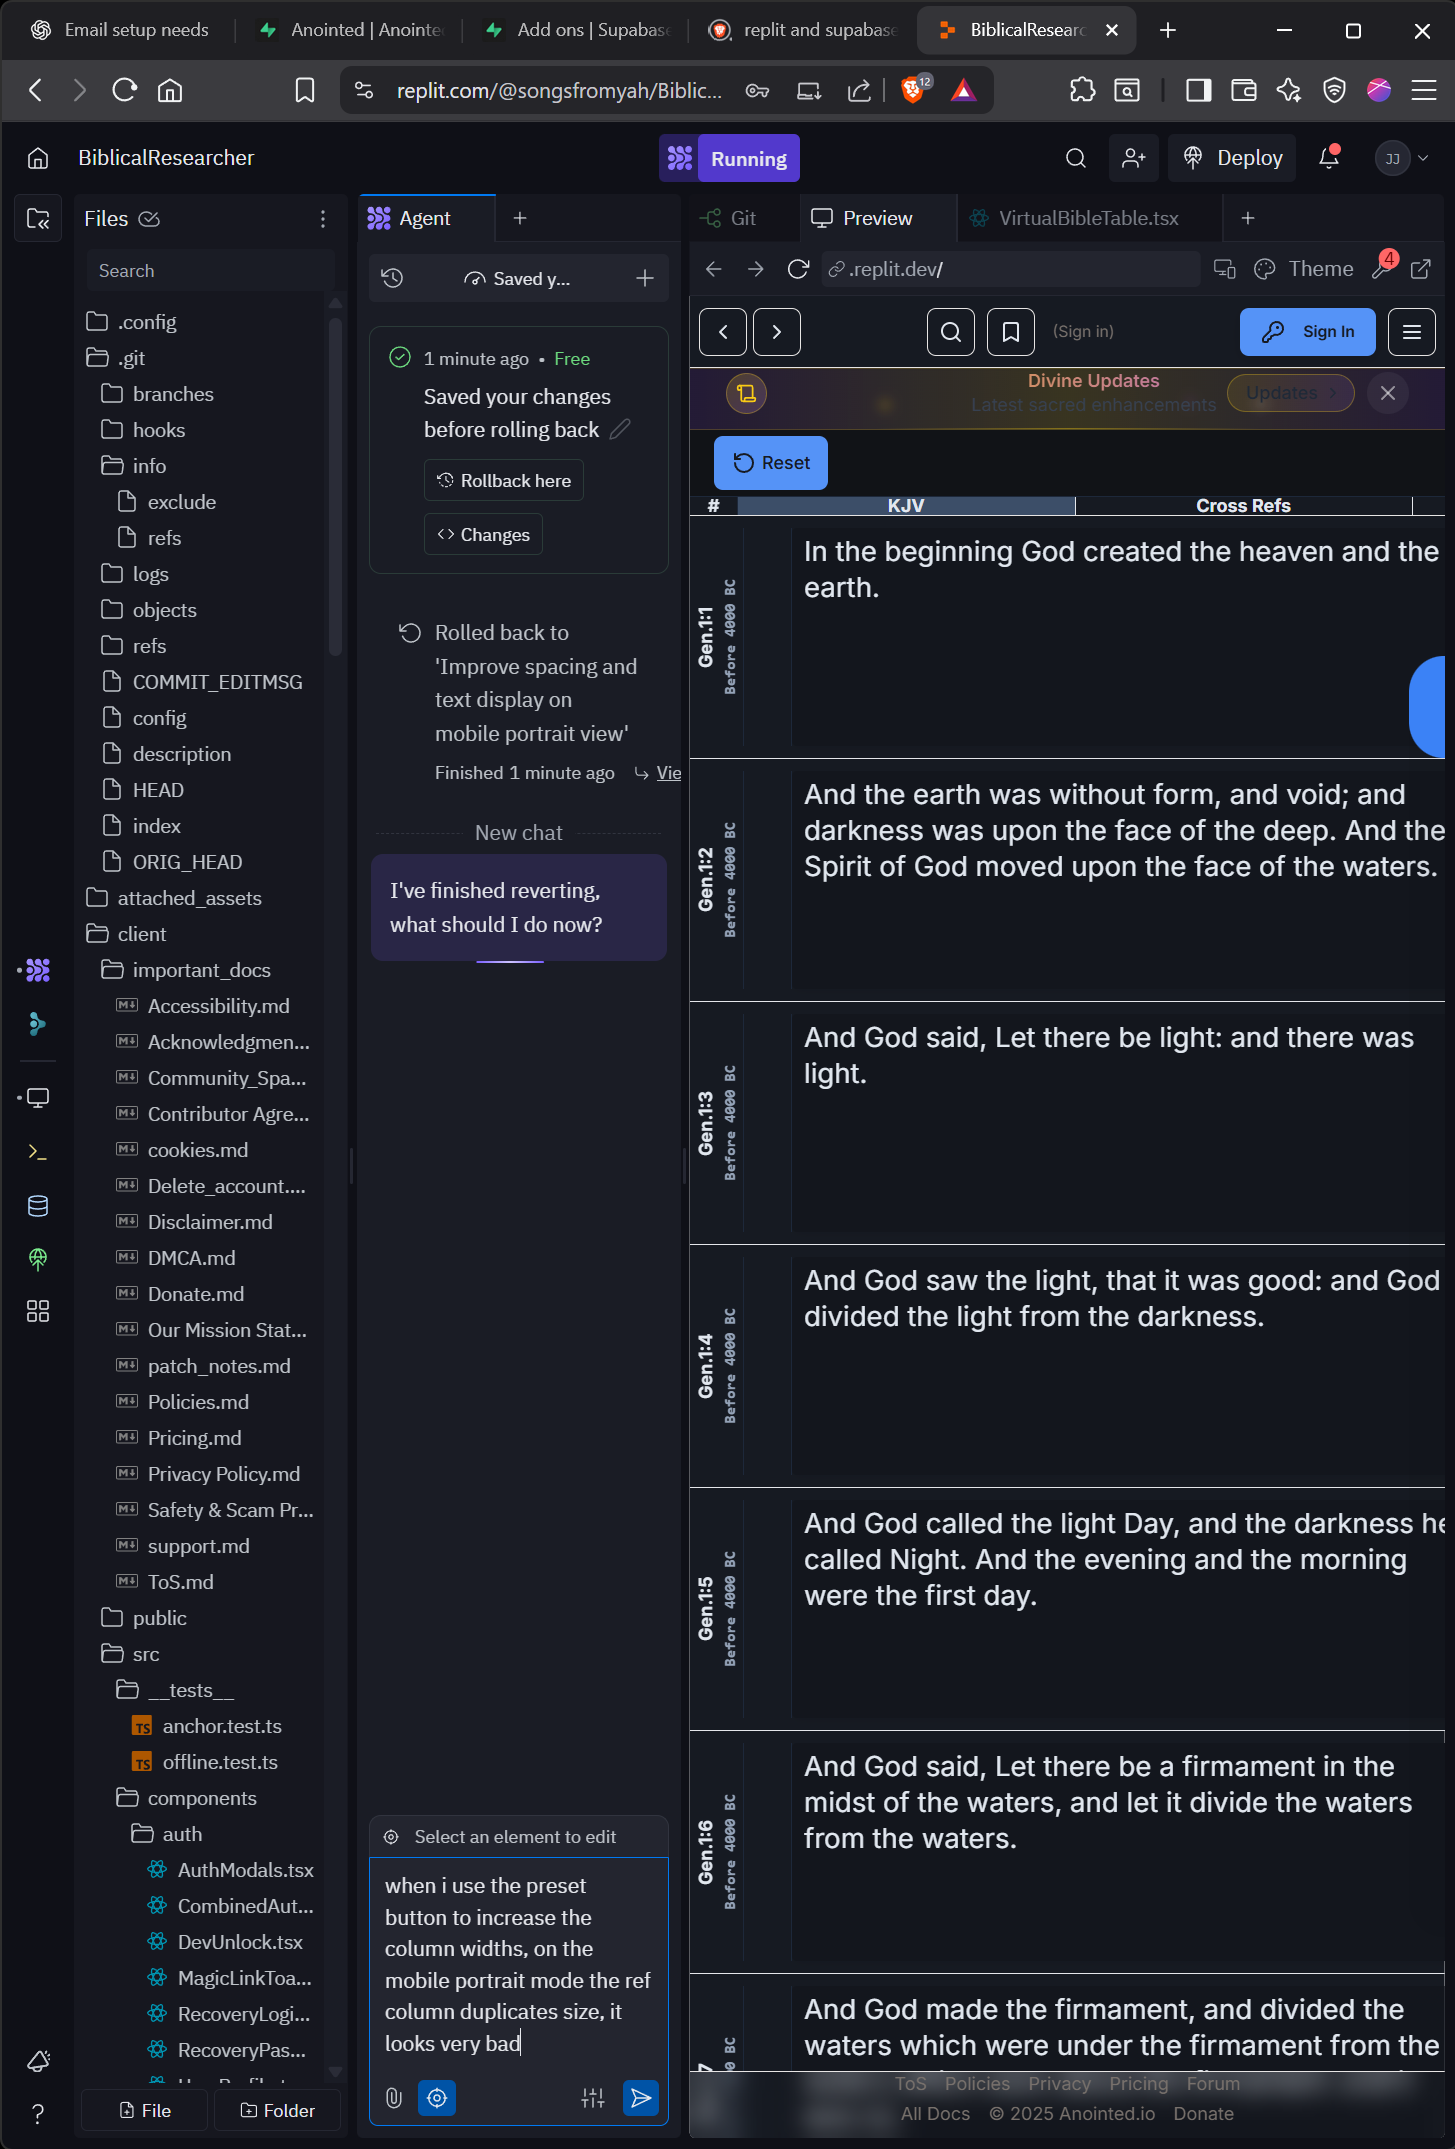 Email setup needs
Anointed | Anointe
Add ons | Supabas
replit and supabase
BiblicalResearc
replit.com/@songsfromyah/Biblic...
12
BiblicalResearcher
Running
Deploy
JJ
Files
Search
.config
.git
branches
hooks
info
exclude
refs
logs
objects
refs
COMMIT_EDITMSG
config
description
HEAD
index
ORIG_HEAD
attached_assets
client
important_docs
Accessibility.md
Acknowledgmen...
Community_Spa...
Contributor Agre...
cookies.md
Delete_account....
Disclaimer.md
DMCA.md
Donate.md
Our Mission Stat...
patch_notes.md
Policies.md
Pricing.md
Privacy Policy.md
Safety & Scam Pr...
support.md
ToS.md
public
src
__tests__
anchor.test.ts
offline.test.ts
components
auth
AuthModals.tsx
CombinedAut...
DevUnlock.tsx
MagicLinkToa...
RecoveryLogi...
RecoveryPas...
File
Folder
Agent
Saved y...
1 minute ago • Free
Saved your changes
before rolling back
Rollback here
Changes
Rolled back to
'Improve spacing and
text display on
mobile portrait view'
Finished 1 minute ago
Vie
New chat
I've finished reverting,
what should I do now?
Select an element to edit
when i use the preset
button to increase the
column widths, on the
mobile portrait mode the ref
column duplicates size, it
looks very bad
Git
Preview
VirtualBibleTable.tsx
.replit.dev/
Theme
4
(Sign in)
Sign In
Divine Updates
Latest sacred enhancements
Updates
Reset
#
KJV
Cross Refs
Gen.1:1
Before 4000 BC
In the beginning God created the heaven and the
earth.
Gen.1:2
Before 4000 BC
And the earth was without form, and void; and
darkness was upon the face of the deep. And the
Spirit of God moved upon the face of the waters.
Gen.1:3
Before 4000 BC
And God said, Let there be light: and there was
light.
Gen.1:4
Before 4000 BC
And God saw the light, that it was good: and God
divided the light from the darkness.
Gen.1:5
Before 4000 BC
And God called the light Day, and the darkness he
called Night. And the evening and the morning
were the first day.
Gen.1:6
Before 4000 BC
And God said, Let there be a firmament in the
midst of the waters, and let it divide the waters
from the waters.
And God made the firmament, and divided the
waters which were under the firmament from the
ToS Policies Privacy Pricing Forum
All Docs © 2025 Anointed.io Donate